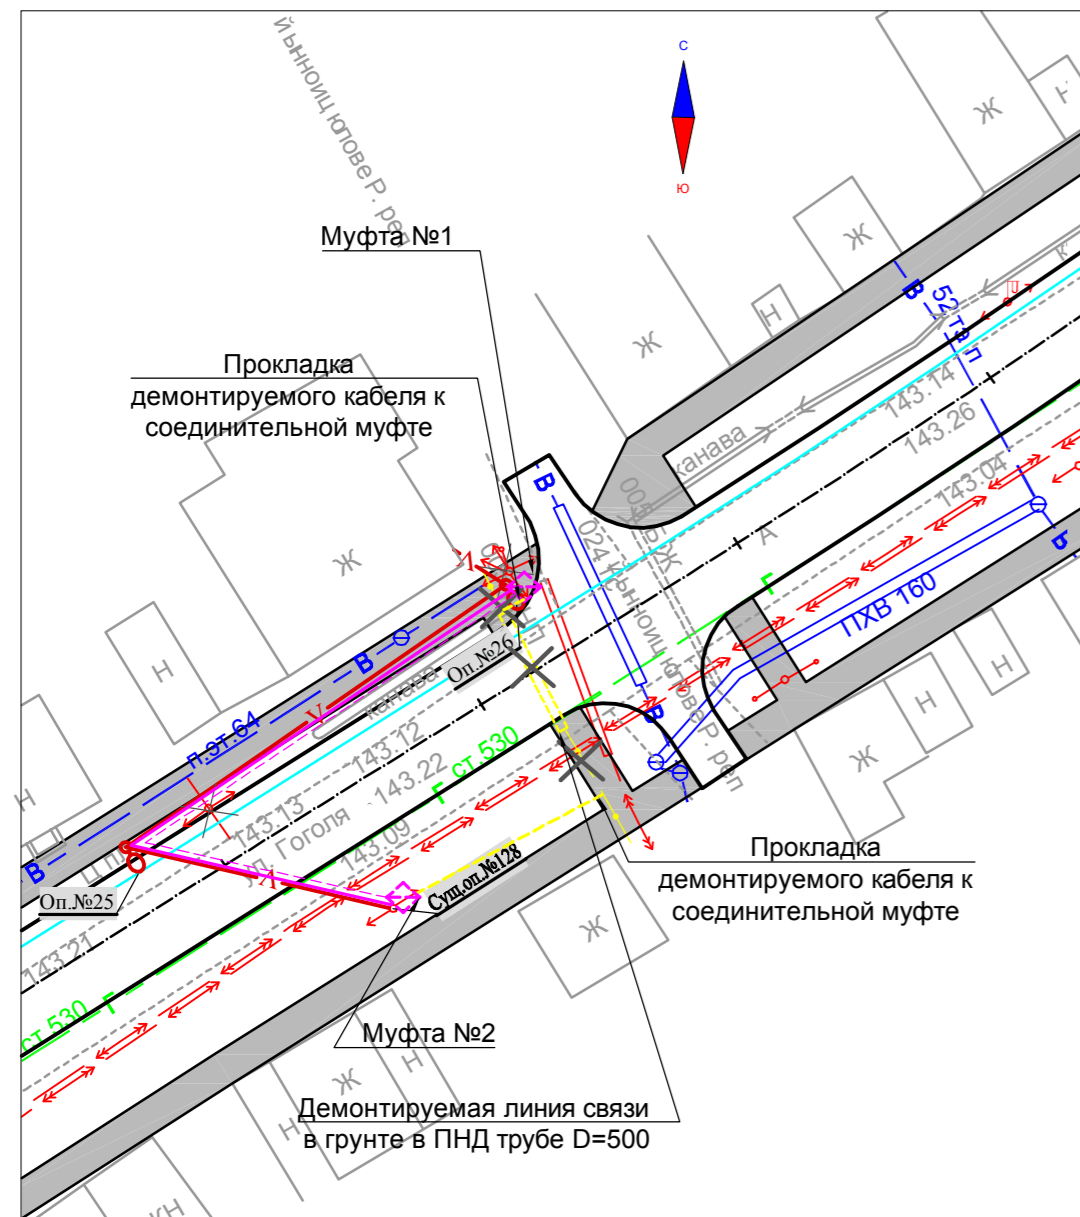 С
Ю
Муфта №1
Прокладка
демонтируемого кабеля к
соединительной муфте
Ж
Н
Ж
Н
Ж
В
канава
143.14
143.26
143.04
В
Ж
А
Г
ПХВ 160
Н
В
Оп.№26
канава
Н
Н
п.эт.64
143.12
В
ст.530
Г
Ж
Н
143.22
143.13
ул. Гоголя
143.09
В
Сущ.оп.№128
Оп.№25
Прокладка
демонтируемого кабеля к
соединительной муфте
Ж
143.21
ст.530
Г
Муфта №2
Ж
Н
Н
Демонтируемая линия связи
в грунте в ПНД трубе D=500
Ж
КН